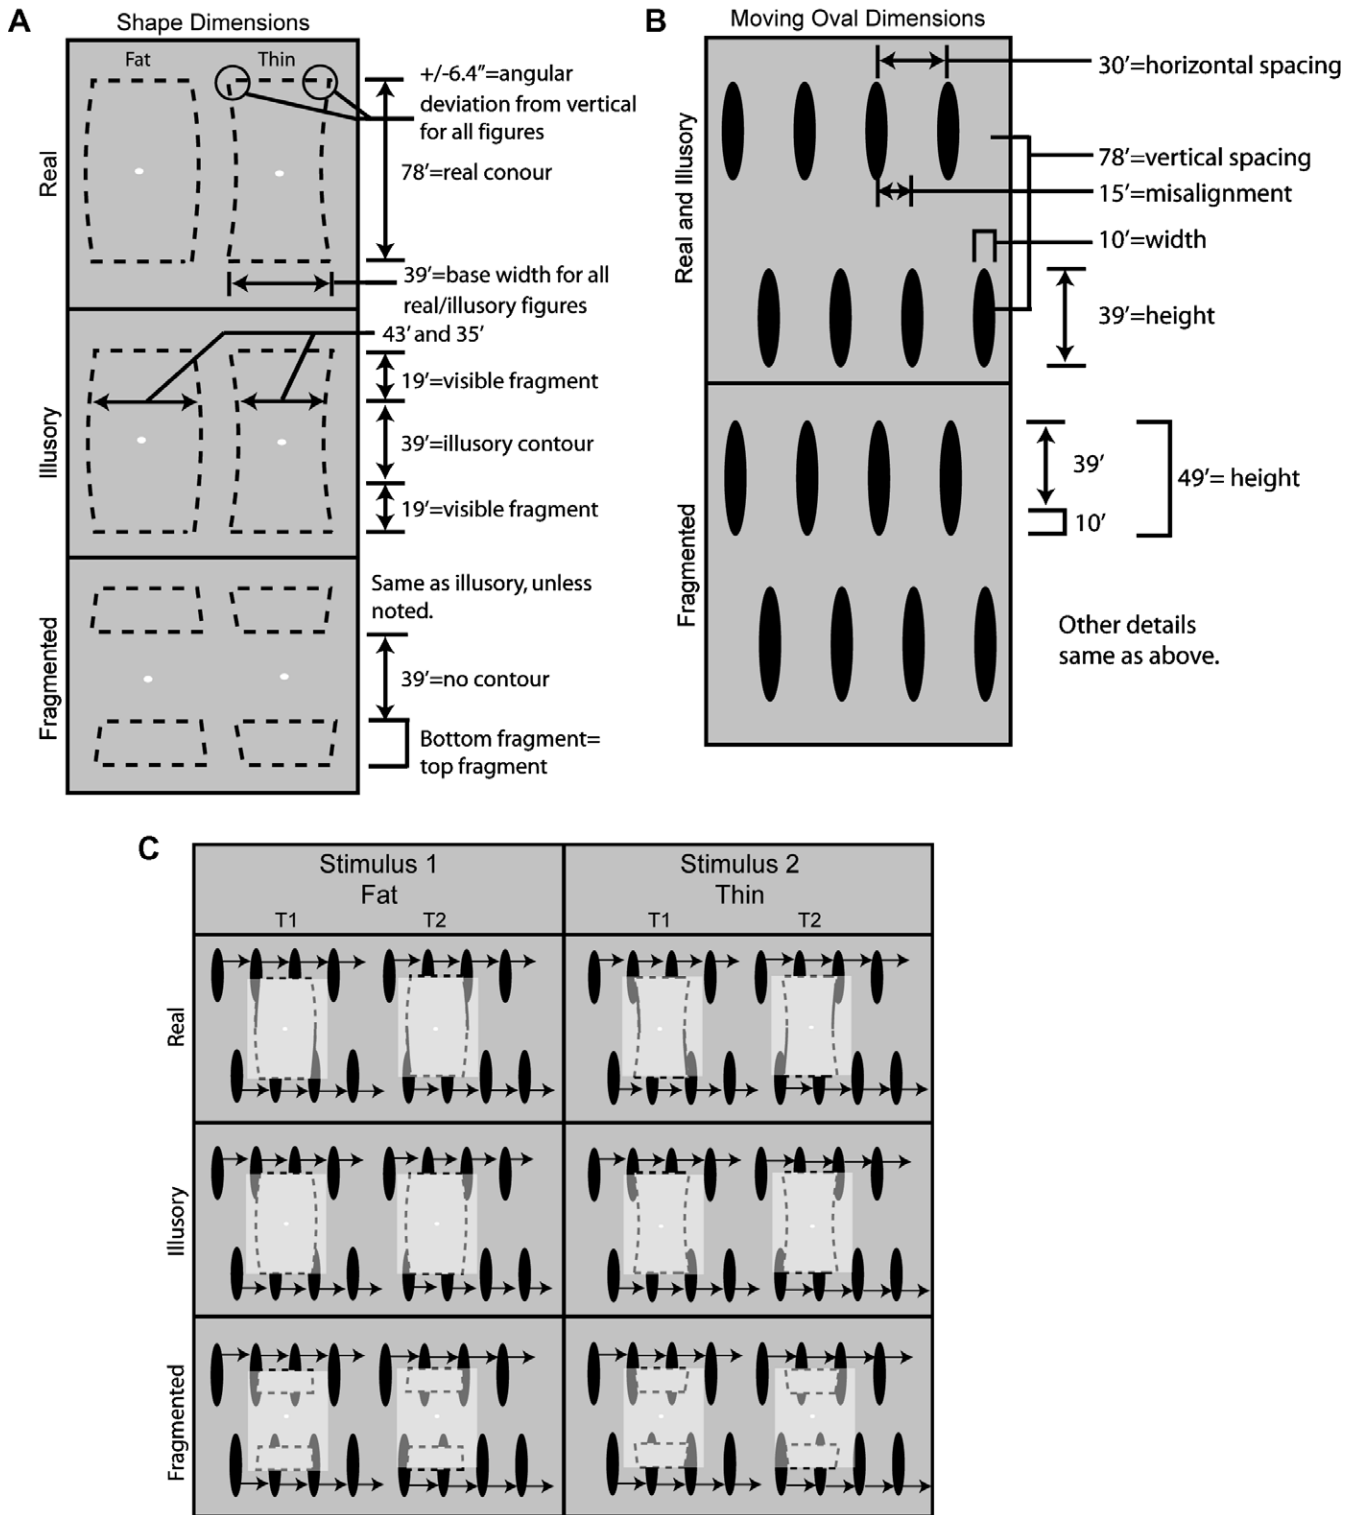 A
Shape Dimensions
Fat
Thin
Real
+/-6.4″=angular
deviation from vertical
for all figures
78′=real conour
39′=base width for all
real/illusory figures
Illusory
43′ and 35′
19′=visible fragment
39′=illusory contour
19′=visible fragment
Fragmented
Same as illusory, unless
noted.
39′=no contour
Bottom fragment=
top fragment
B
Moving Oval Dimensions
Real and Illusory
30′=horizontal spacing
78′=vertical spacing
15′=misalignment
10′=width
39′=height
Fragmented
39′
10′
49′= height
Other details
same as above.
C
Stimulus 1
Fat
T1 T2
Stimulus 2
Thin
T1 T2
Real
Illusory
Fragmented